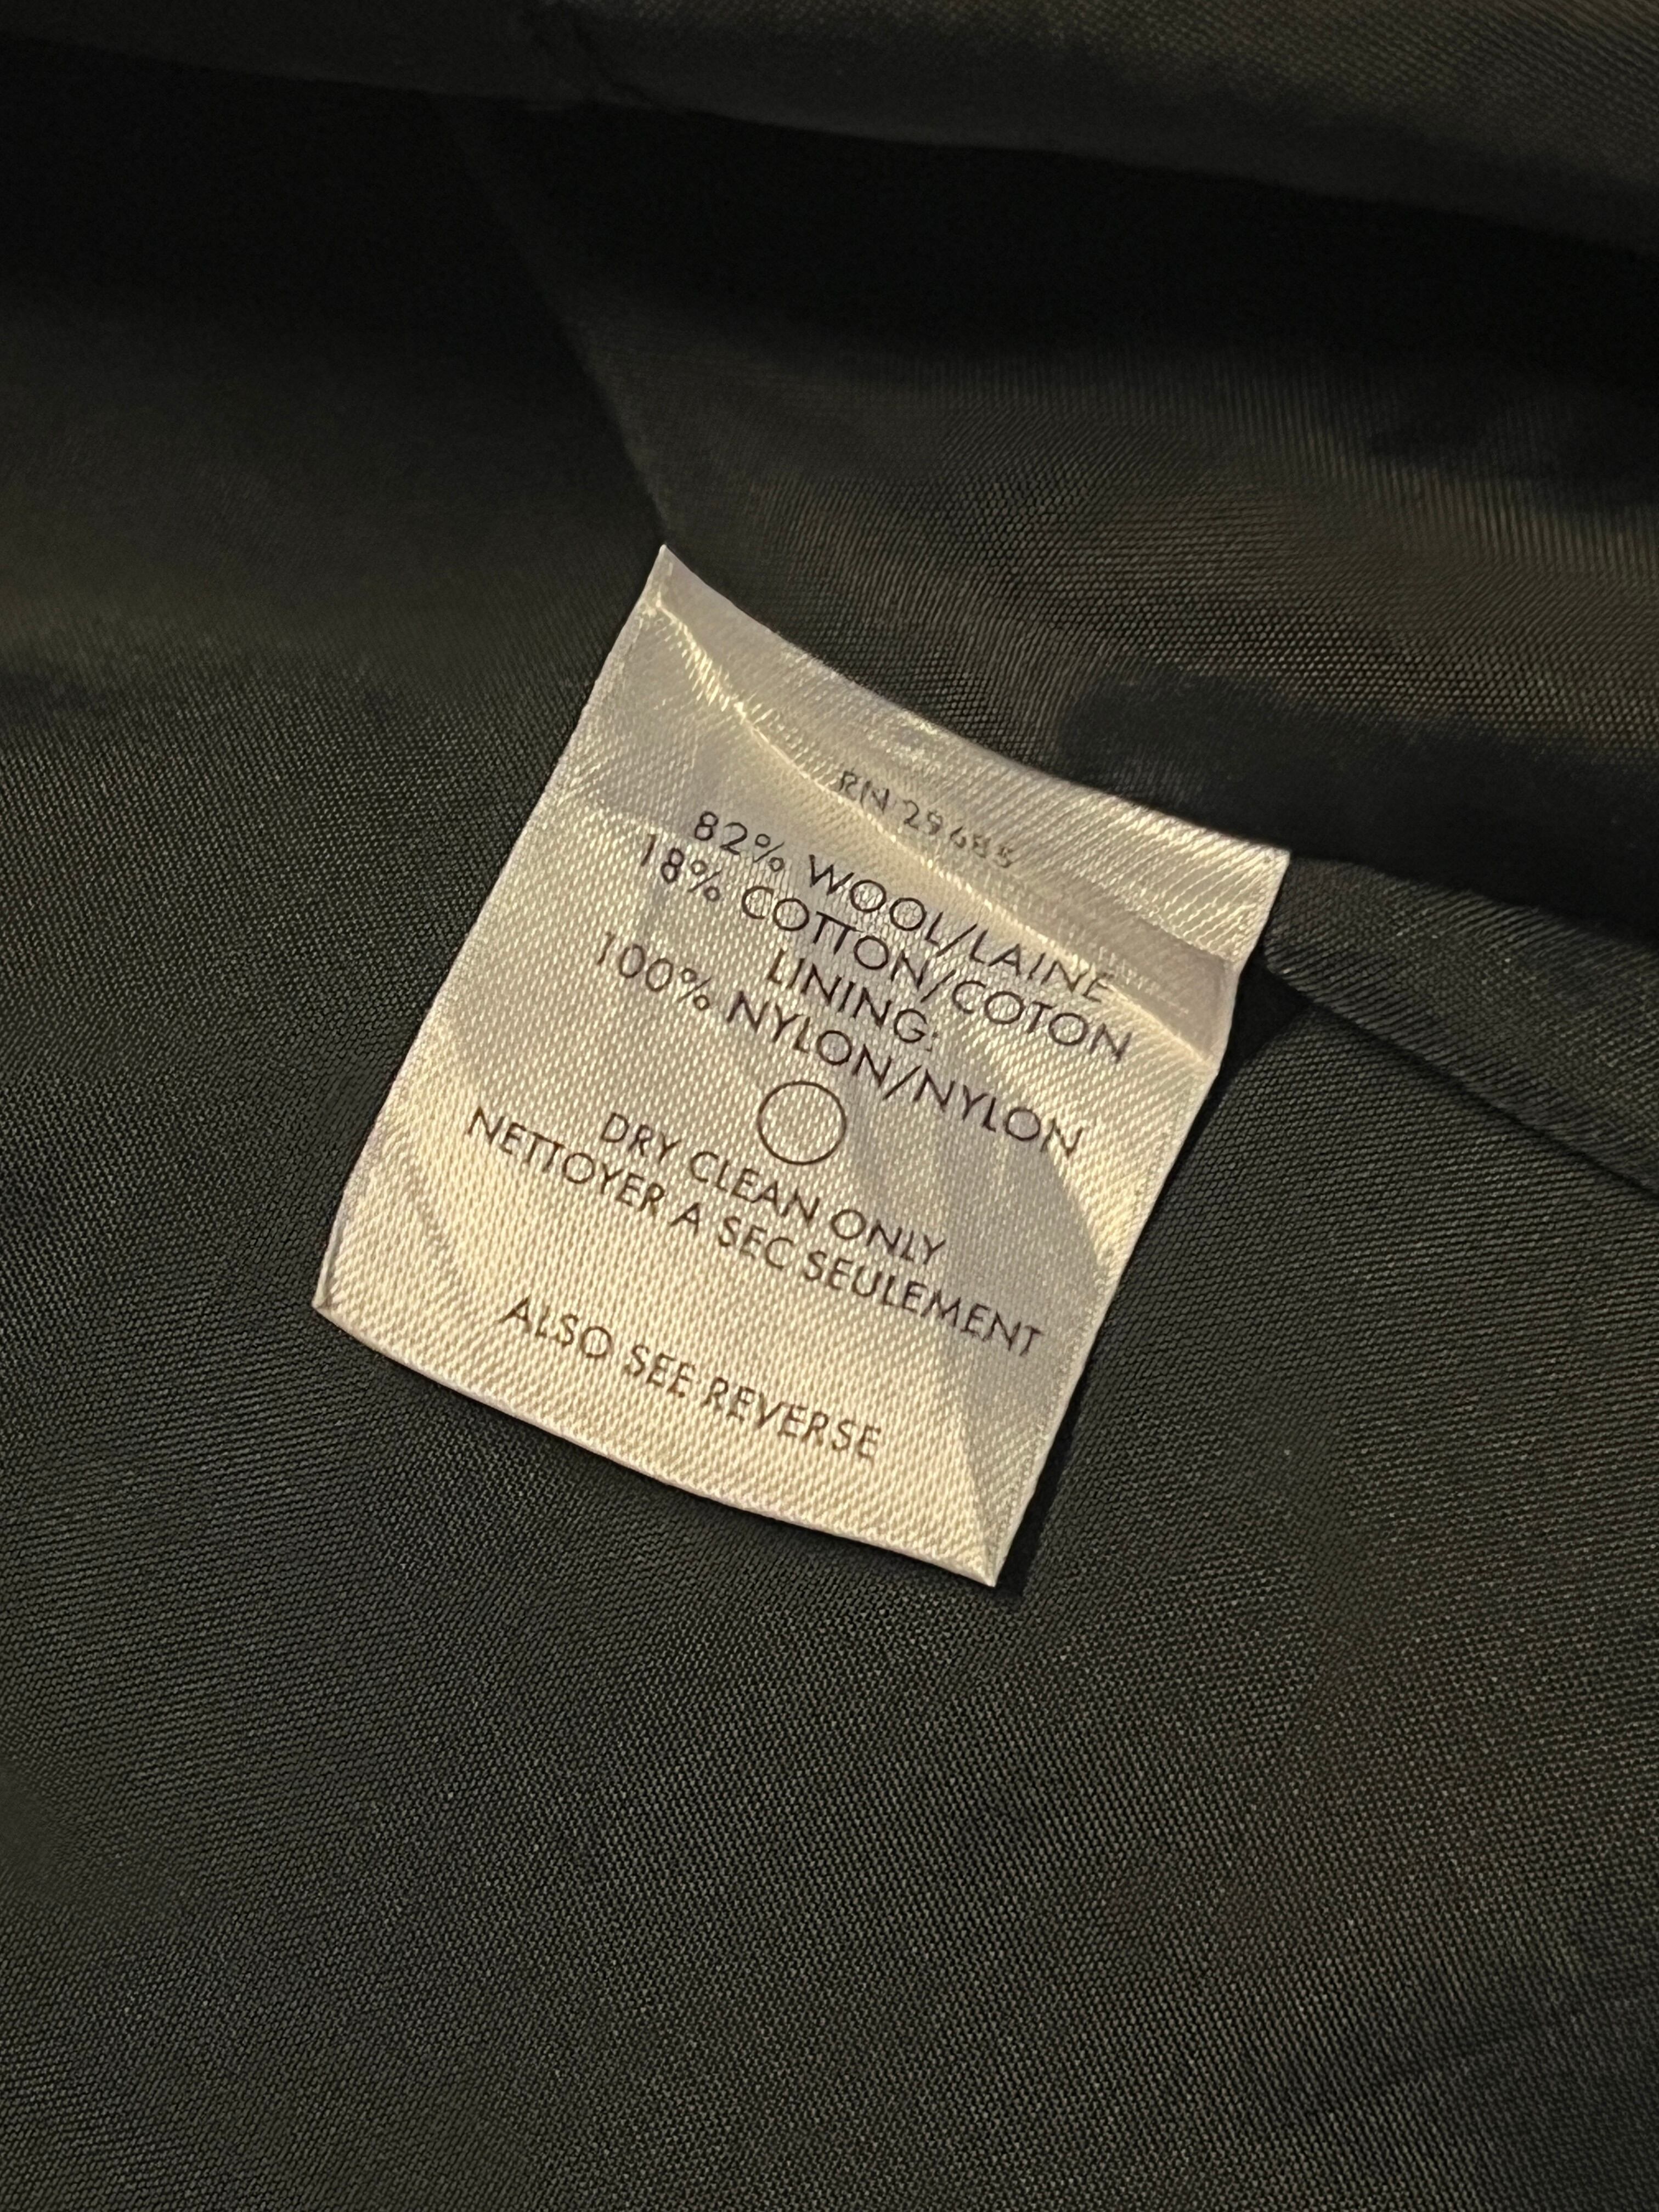 RN 29685
82% WOOL/LAINE
18% COTTON/COTON
LINING:
100% NYLON/NYLON
DRY CLEAN ONLY
NETTOYER A SEC SEULEMENT
ALSO SEE REVERSE